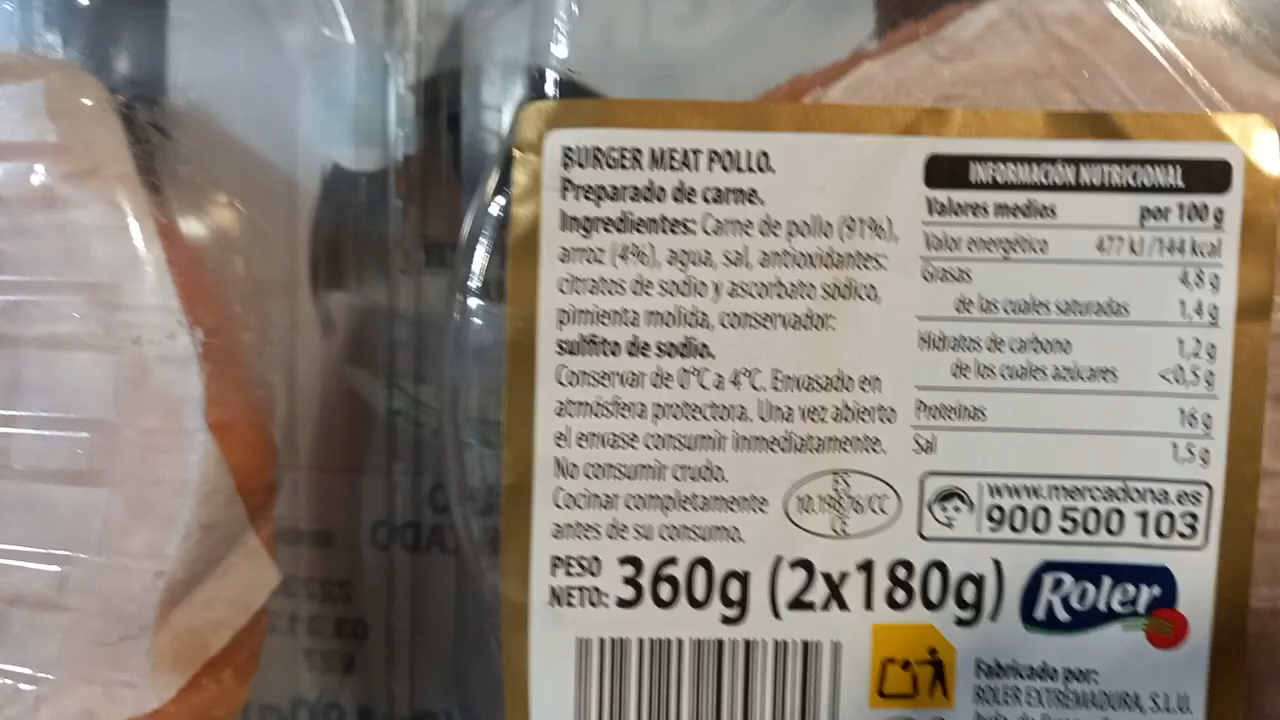 BURGER MEAT POLLO.
Preparado de carne.
Ingredientes: Carne de pollo (91%),
arroz (4%), agua, sal, antioxidantes:
citratos de sodio y ascorbato sódico,
pimienta molida, conservador:
sulfito de sodio.
Conservar de 0°C a 4°C. Envasado en
atmósfera protectora. Una vez abierto
el envase consumir inmediatamente.
No consumir crudo.
Cocinar completamente
antes de su consumo.
ES
10.19876/CC
CE
INFORMACIÓN NUTRICIONAL
Valores medios por 100 g
Valor energético 477 kJ/144 kcal
Grasas 4,8 g
de las cuales saturadas 1,4 g
Hidratos de carbono 1,2 g
de los cuales azúcares <0,5 g
Proteínas 16 g
Sal 1,5 g
www.mercadona.es
900 500 103
PESO
NETO: 360g (2x180g)
Roler
Fabricado por:
ROLER EXTREMADURA, S.L.U.